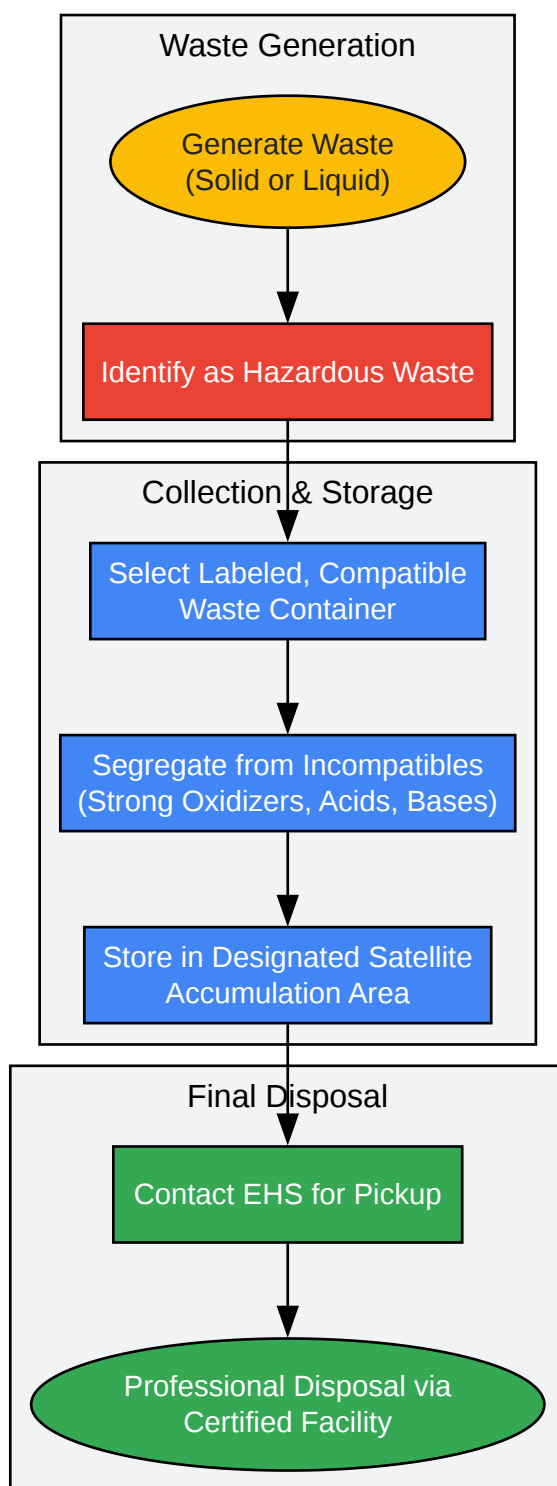 Waste Generation
Generate Waste
(Solid or Liquid)
Identify as Hazardous Waste
Collection & Storage
Select Labeled, Compatible
Waste Container
Segregate from Incompatibles
(Strong Oxidizers, Acids, Bases)
Store in Designated Satellite
Accumulation Area
Final Disposal
Contact EHS for Pickup
Professional Disposal via
Certified Facility